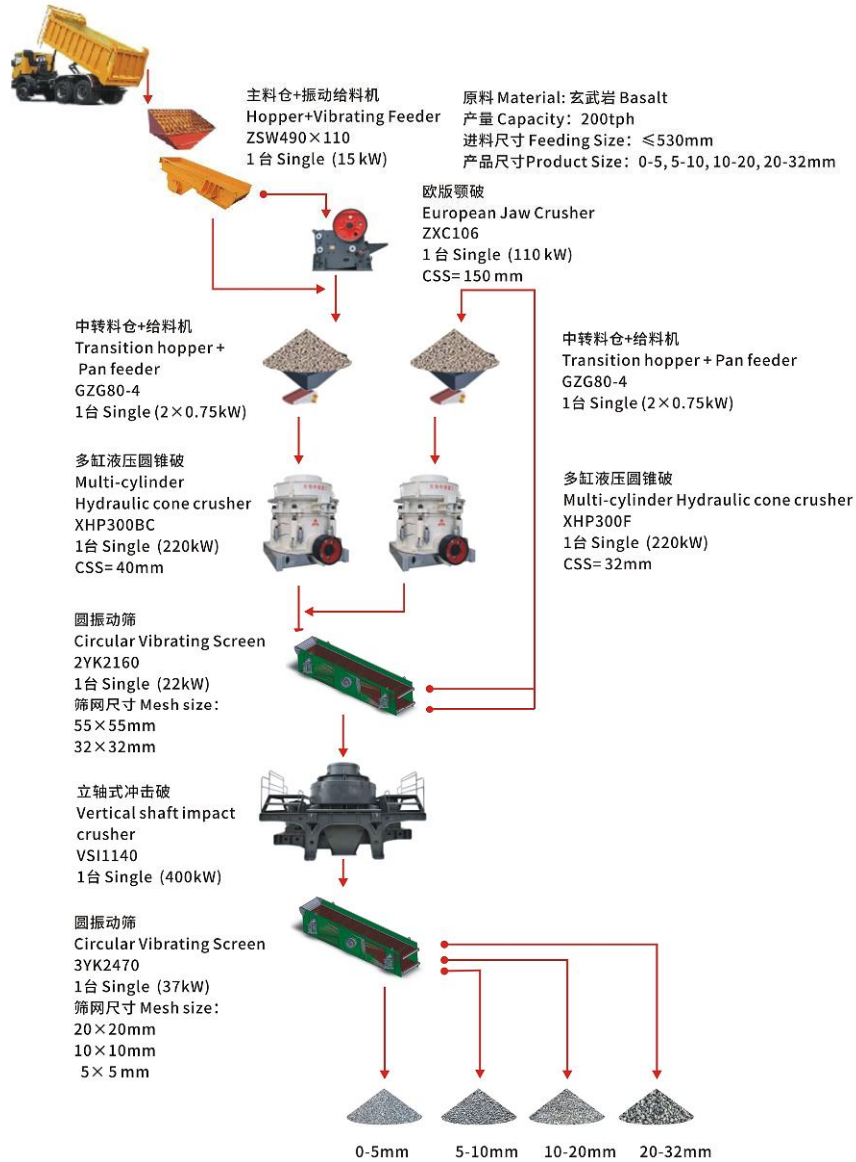 主料仓+振动给料机
Hopper+Vibrating Feeder
ZSW490×110
1台 Single (15 kW)
原料 Material: 玄武岩 Basalt
产量 Capacity: 200tph
进料尺寸 Feeding Size: ≤530mm
产品尺寸Product Size: 0-5, 5-10, 10-20, 20-32mm
欧版颚破
European Jaw Crusher
ZXC106
1台 Single (110 kW)
CSS= 150 mm
中转料仓+给料机
Transition hopper +
Pan feeder
GZG80-4
1台 Single (2×0.75kW)
中转料仓+给料机
Transition hopper + Pan feeder
GZG80-4
1台 Single (2×0.75kW)
多缸液压圆锥破
Multi-cylinder
Hydraulic cone crusher
XHP300BC
1台 Single (220kW)
CSS= 40mm
多缸液压圆锥破
Multi-cylinder Hydraulic cone crusher
XHP300F
1台 Single (220kW)
CSS= 32mm
圆振动筛
Circular Vibrating Screen
2YK2160
1台 Single (22kW)
筛网尺寸 Mesh size:
55×55mm
32×32mm
立轴式冲击破
Vertical shaft impact
crusher
VSI1140
1台 Single (400kW)
圆振动筛
Circular Vibrating Screen
3YK2470
1台 Single (37kW)
筛网尺寸 Mesh size:
20×20mm
10×10mm
5×5 mm
0-5mm
5-10mm
10-20mm
20-32mm